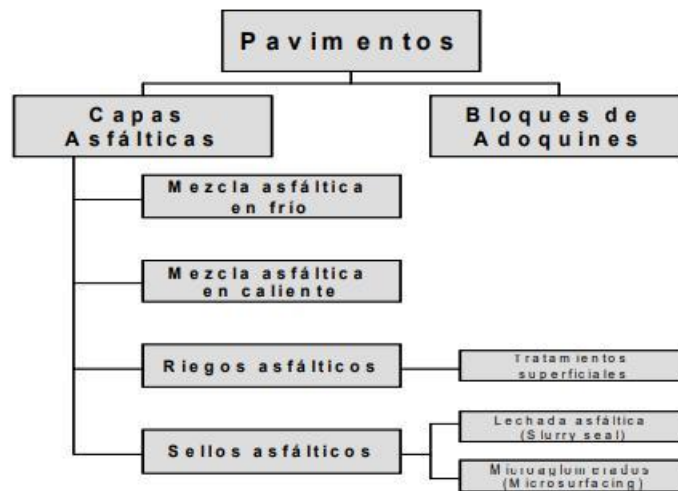 Pavimentos
Capas
Asfálticas
Bloques de
Adoquines
Mezcla asfáltica
en frío
Mezcla asfáltica
en caliente
Riegos asfálticos
Tratamientos
superficiales
Sellos asfálticos
Lechada asfáltica
(Slurry seal)
Microaglomerados
(Microsurfacing)